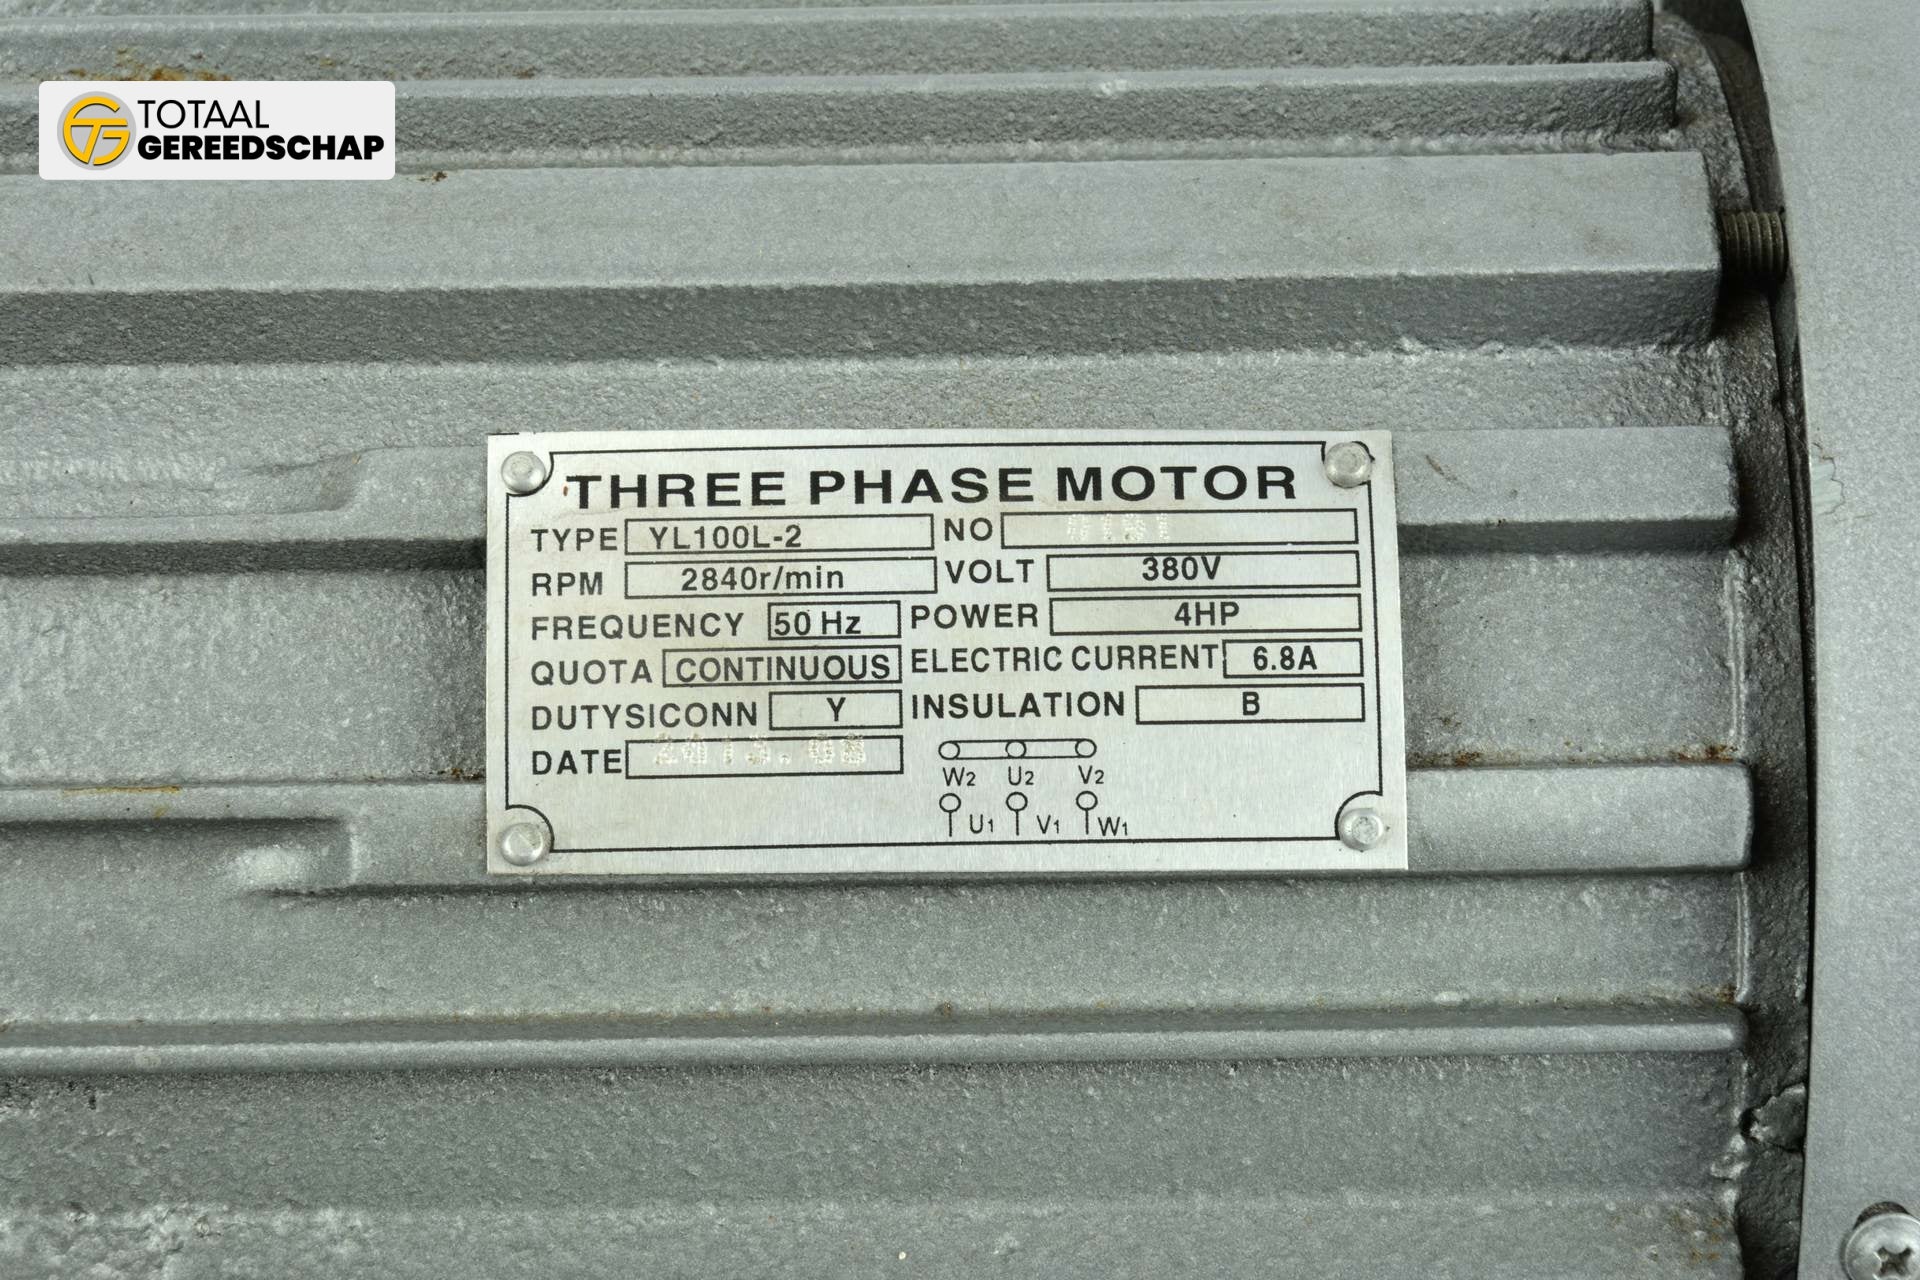 TOTAAL
GEREEDSCHAP
THREE PHASE MOTOR
TYPE YL100L-2 NO
RPM 2840r/min VOLT 380V
FREQUENCY 50 Hz POWER 4HP
QUOTA CONTINUOUS ELECTRIC CURRENT 6.8A
DUTYSICONN Y INSULATION B
DATE
W2 U2 V2
U1 V1 W1